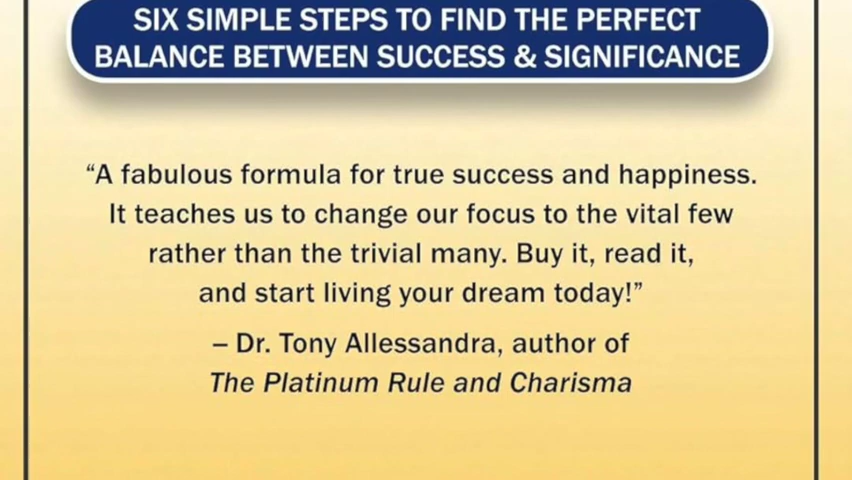 SIX SIMPLE STEPS TO FIND THE PERFECT
BALANCE BETWEEN SUCCESS & SIGNIFICANCE
“A fabulous formula for true success and happiness.
It teaches us to change our focus to the vital few
rather than the trivial many. Buy it, read it,
and start living your dream today!”
– Dr. Tony Allessandra, author of
The Platinum Rule and Charisma